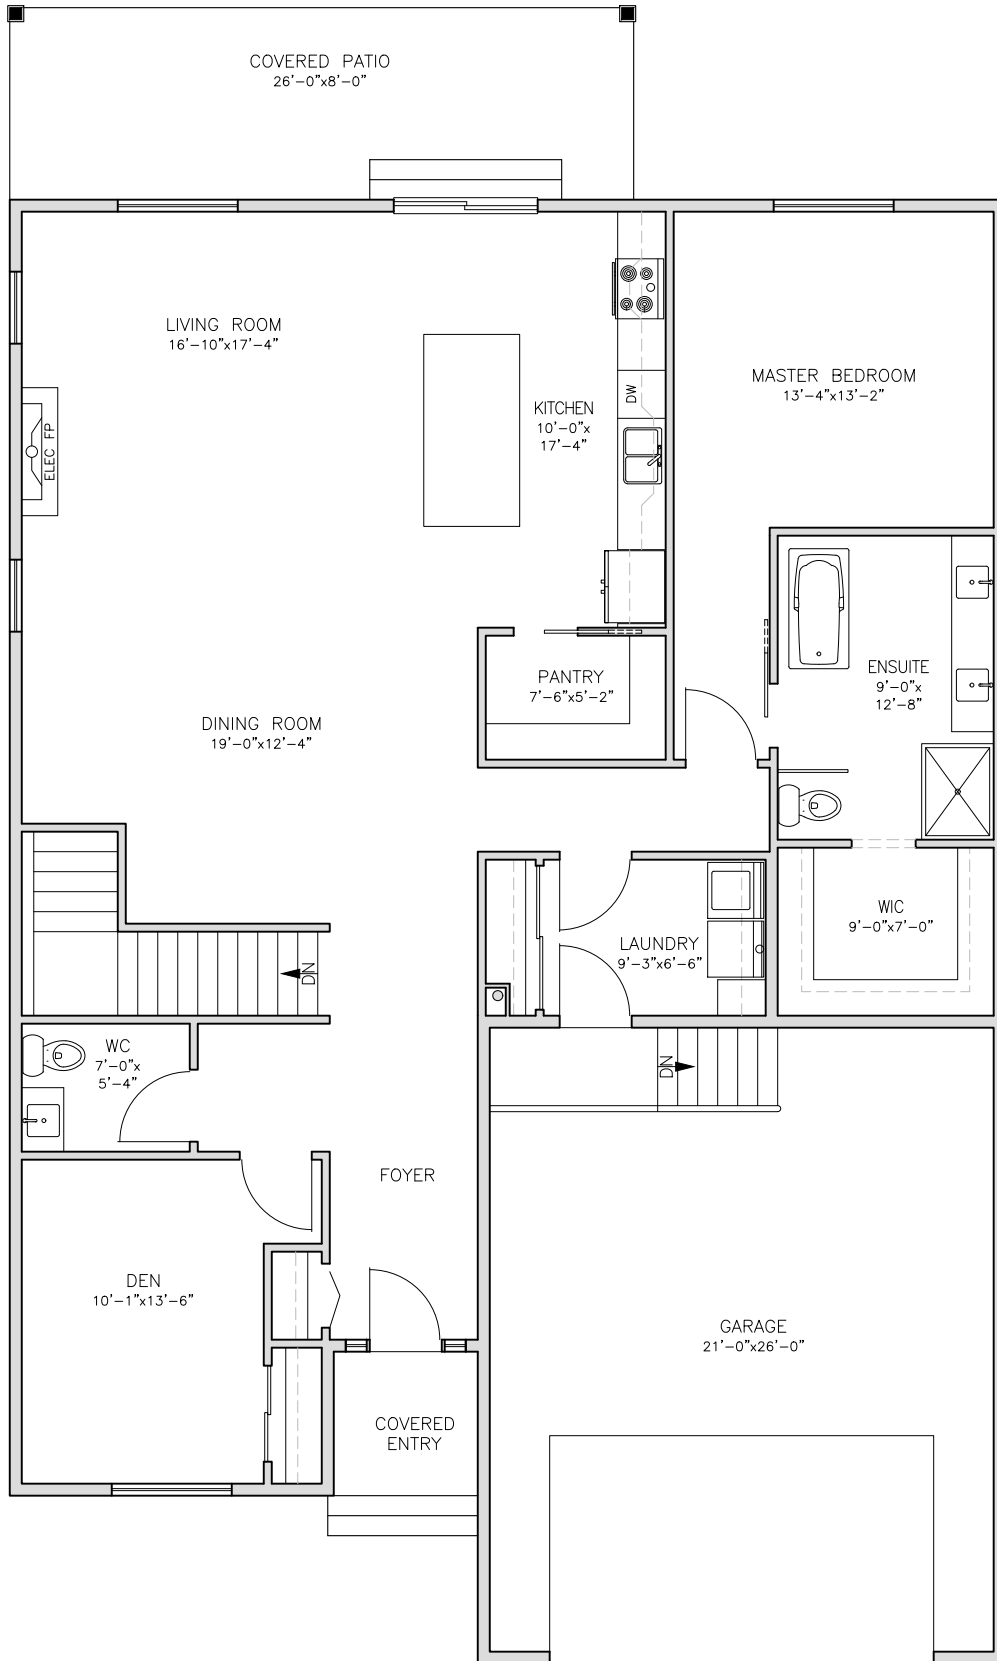 COVERED PATIO
26'-0"x8'-0"
LIVING ROOM
16'-10"x17'-4"
MASTER BEDROOM
13'-4"x13'-2"
DW
KITCHEN
10'-0"x
17'-4"
ELEC FP
ENSUITE
9'-0"x
12'-8"
PANTRY
7'-6"x5'-2"
DINING ROOM
19'-0"x12'-4"
WIC
9'-0"x7'-0"
LAUNDRY
9'-3"x6'-6"
DN
WC
7'-0"x
5'-4"
DN
FOYER
DEN
10'-1"x13'-6"
GARAGE
21'-0"x26'-0"
COVERED
ENTRY